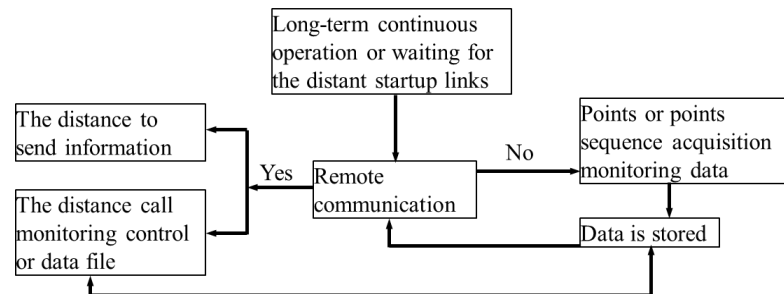 Long-term continuous
operation or waiting for
the distant startup links
The distance to
send information
Points or points
sequence acquisition
monitoring data
Yes
No
Remote
communication
The distance call
monitoring control
or data file
Data is stored